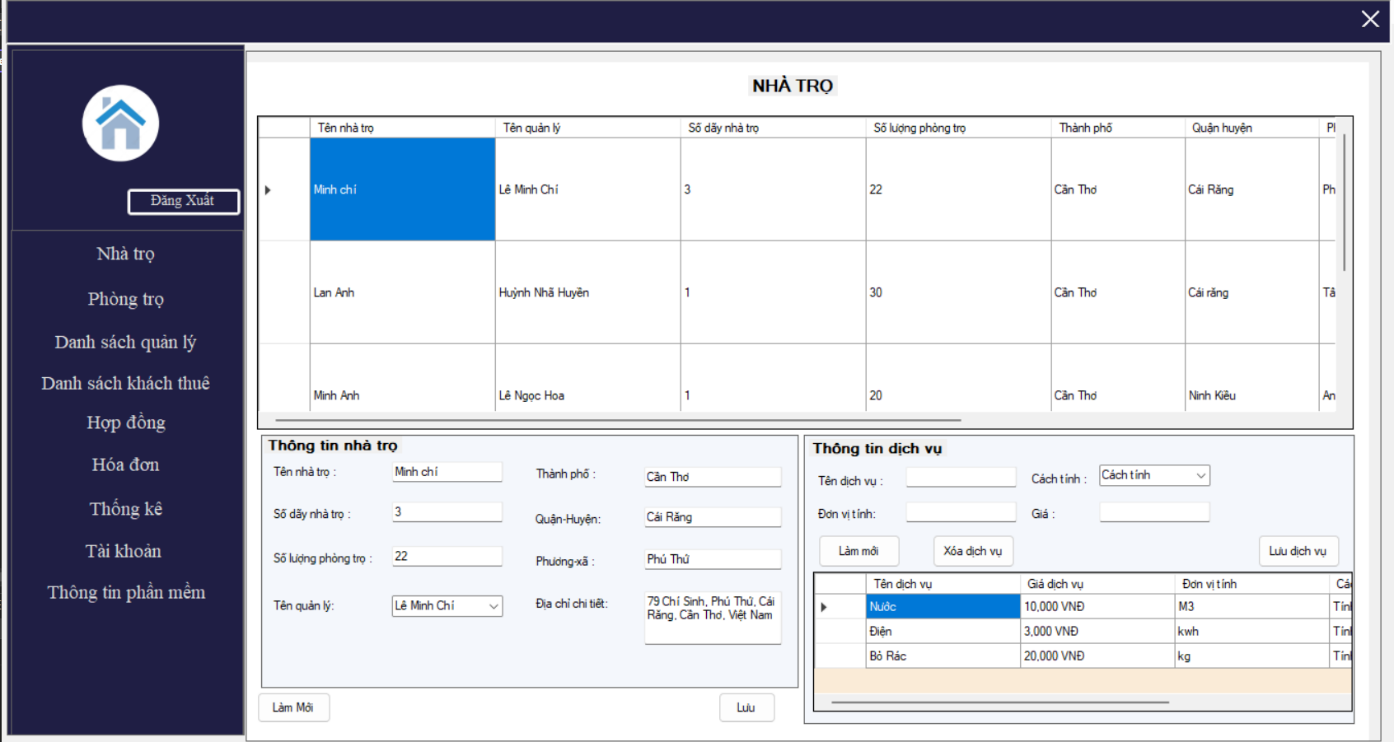 NHÀ TRỌ
Đăng Xuất
Nhà trọ
Phòng trọ
Danh sách quản lý
Danh sách khách thuê
Hợp đồng
Hóa đơn
Thống kê
Tài khoản
Thông tin phần mềm
Tên nhà trọ Tên quản lý Số dãy nhà trọ Số lượng phòng trọ Thành phố Quận huyện
Minh chí Lê Minh Chí 3 22 Cần Thơ Cái Răng Ph
Lan Anh Huỳnh Nhã Huyền 1 30 Cần Thơ Cái răng Tâ
Minh Anh Lê Ngọc Hoa 1 20 Cần Thơ Ninh Kiều An
Thông tin nhà trọ
Tên nhà trọ : Minh chí Thành phố : Cần Thơ
Số dãy nhà trọ : 3 Quận-Huyện: Cái Răng
Số lượng phòng trọ : 22 Phương-xã : Phú Thứ
Tên quản lý: Lê Minh Chí Địa chỉ chi tiết: 79 Chí Sinh, Phú Thứ, Cái
Răng, Cần Thơ, Việt Nam
Làm Mới Lưu
Thông tin dịch vụ
Tên dịch vụ : Cách tính : Cách tính
Đơn vị tính: Giá :
Làm mới Xóa dịch vụ Lưu dịch vụ
Tên dịch vụ Giá dịch vụ Đơn vị tính Cá
Nước 10,000 VNĐ M3 Tín
Điện 3,000 VNĐ kwh Tín
Bỏ Rác 20,000 VNĐ kg Tín